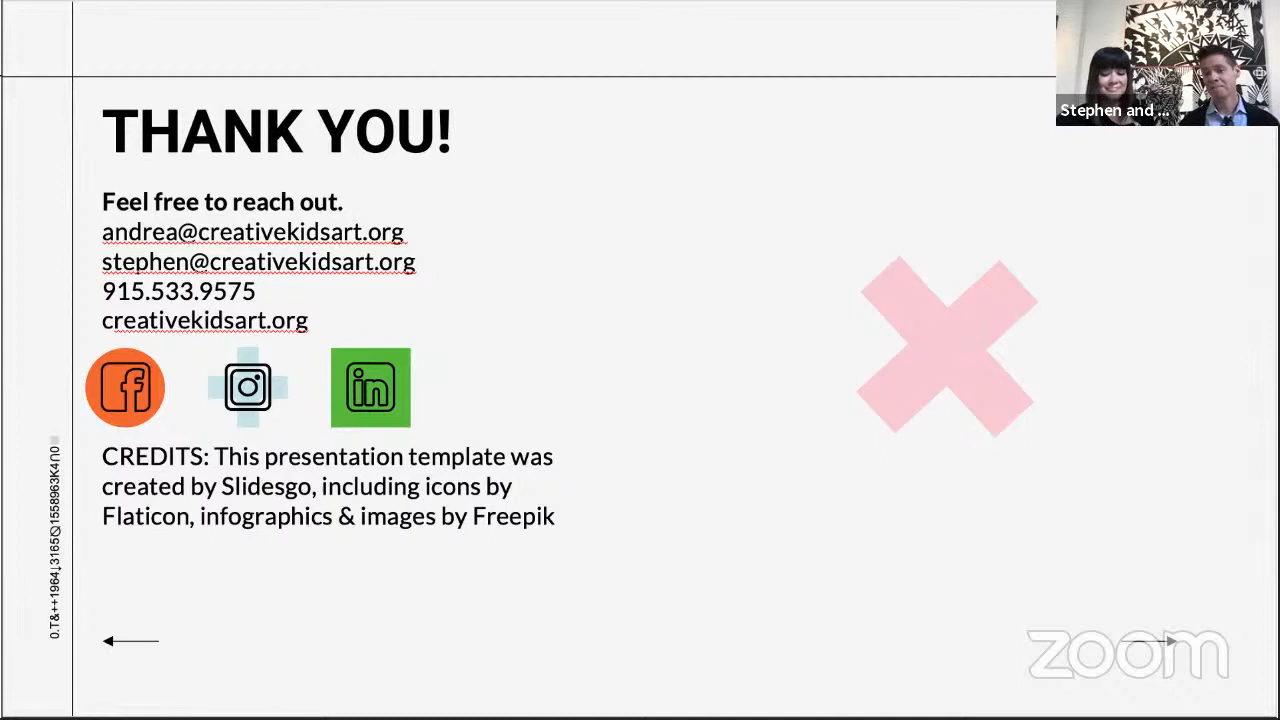 THANK YOU!
Feel free to reach out.
andrea@creativekidsart.org
stephen@creativekidsart.org
915.533.9575
creativekidsart.org
CREDITS: This presentation template was
created by Slidesgo, including icons by
Flaticon, infographics & images by Freepik
Stephen and ...
zoom